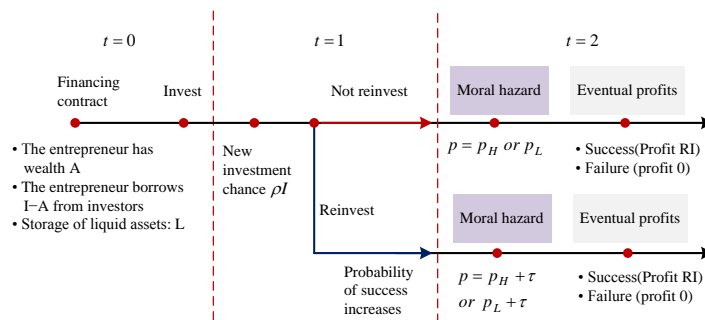 t = 0
t = 1
t = 2
Financing
contract
Invest
Not reinvest
Moral hazard
Eventual profits
• The entrepreneur has
wealth A
• The entrepreneur borrows
I−A from investors
• Storage of liquid assets: L
New
investment
chance ρI
p = p_H or p_L
• Success(Profit RI)
• Failure (profit 0)
Reinvest
Moral hazard
Eventual profits
Probability
of success
increases
p = p_H + τ
or p_L + τ
• Success(Profit RI)
• Failure (profit 0)